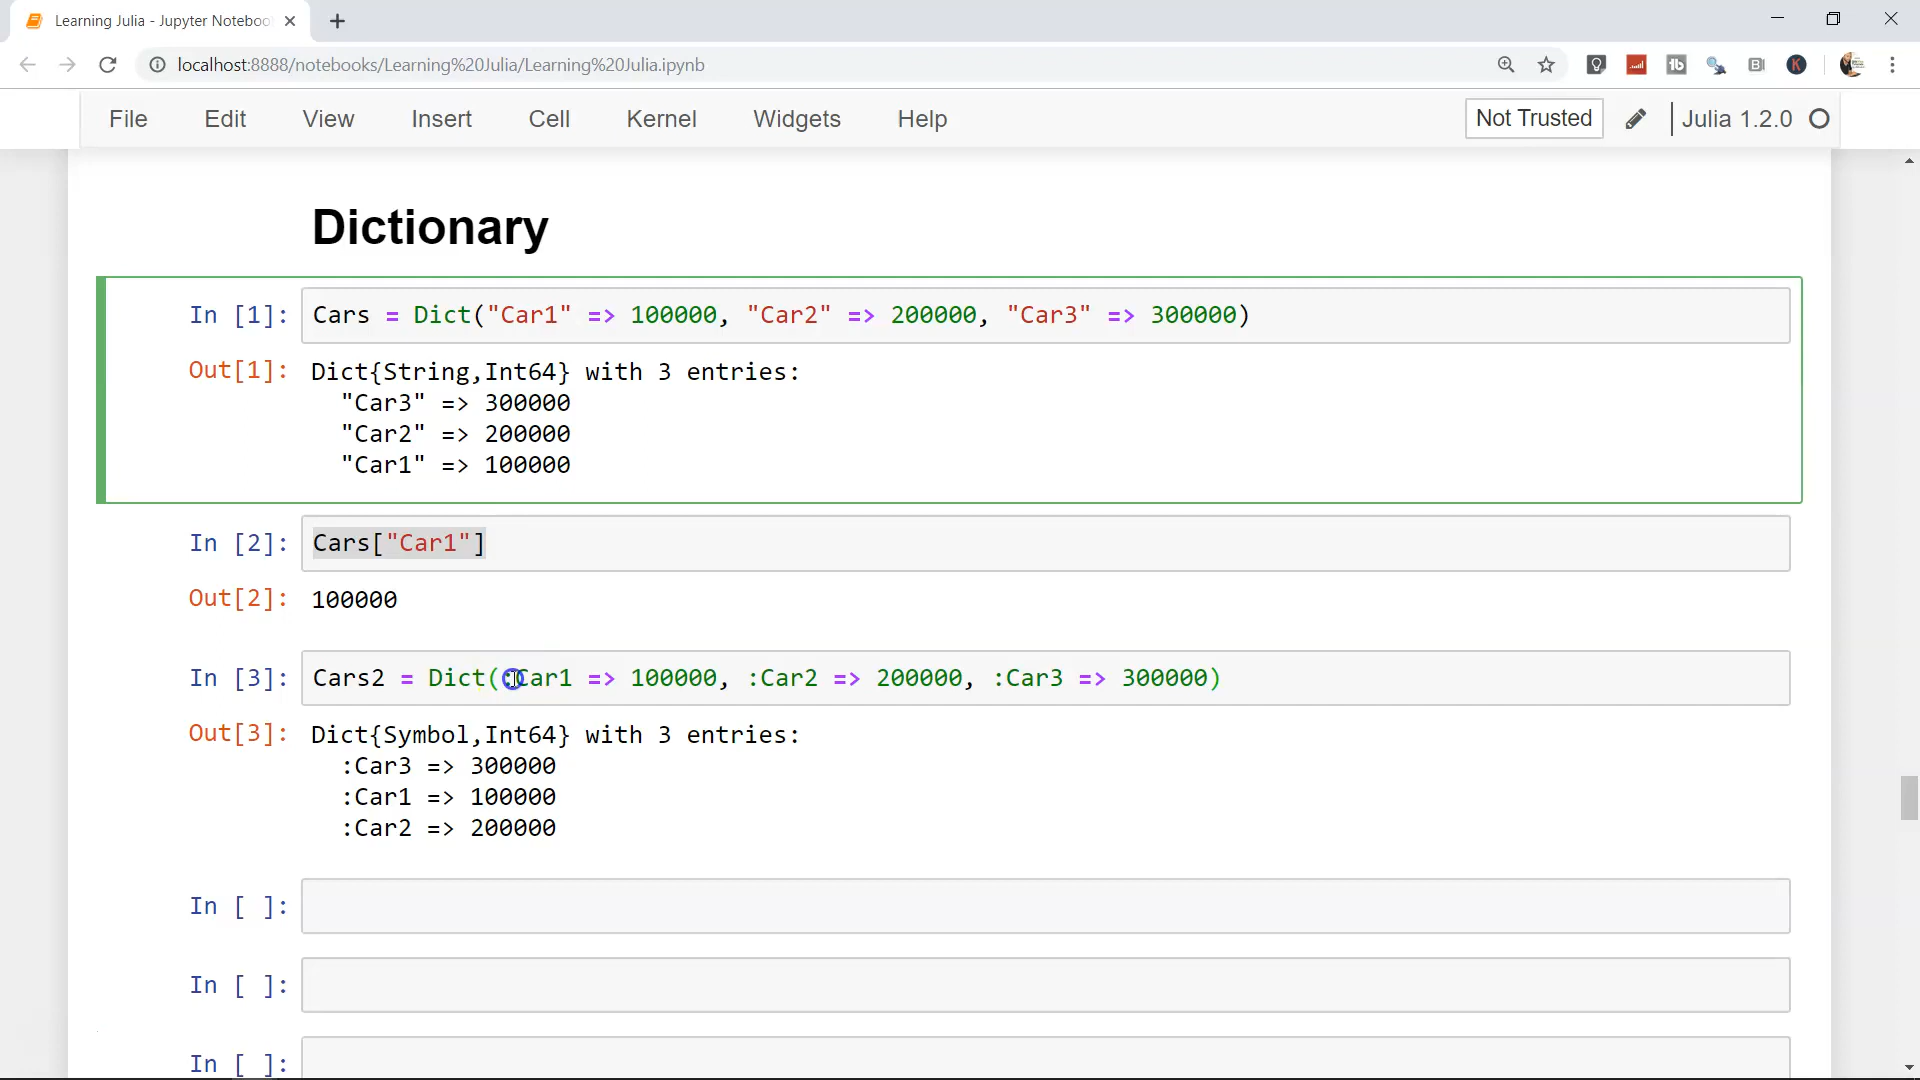 Learning Julia - Jupyter Noteboo
localhost:8888/notebooks/Learning%20Julia/Learning%20Julia.ipynb
File Edit View Insert Cell Kernel Widgets Help Not Trusted Julia 1.2.0
Dictionary
In [1]: Cars = Dict("Car1" => 100000, "Car2" => 200000, "Car3" => 300000)
Out[1]: Dict{String,Int64} with 3 entries:
"Car3" => 300000
"Car2" => 200000
"Car1" => 100000
In [2]: Cars["Car1"]
Out[2]: 100000
In [3]: Cars2 = Dict(:Car1 => 100000, :Car2 => 200000, :Car3 => 300000)
Out[3]: Dict{Symbol,Int64} with 3 entries:
:Car3 => 300000
:Car1 => 100000
:Car2 => 200000
In [ ]:
In [ ]:
In [ ]: